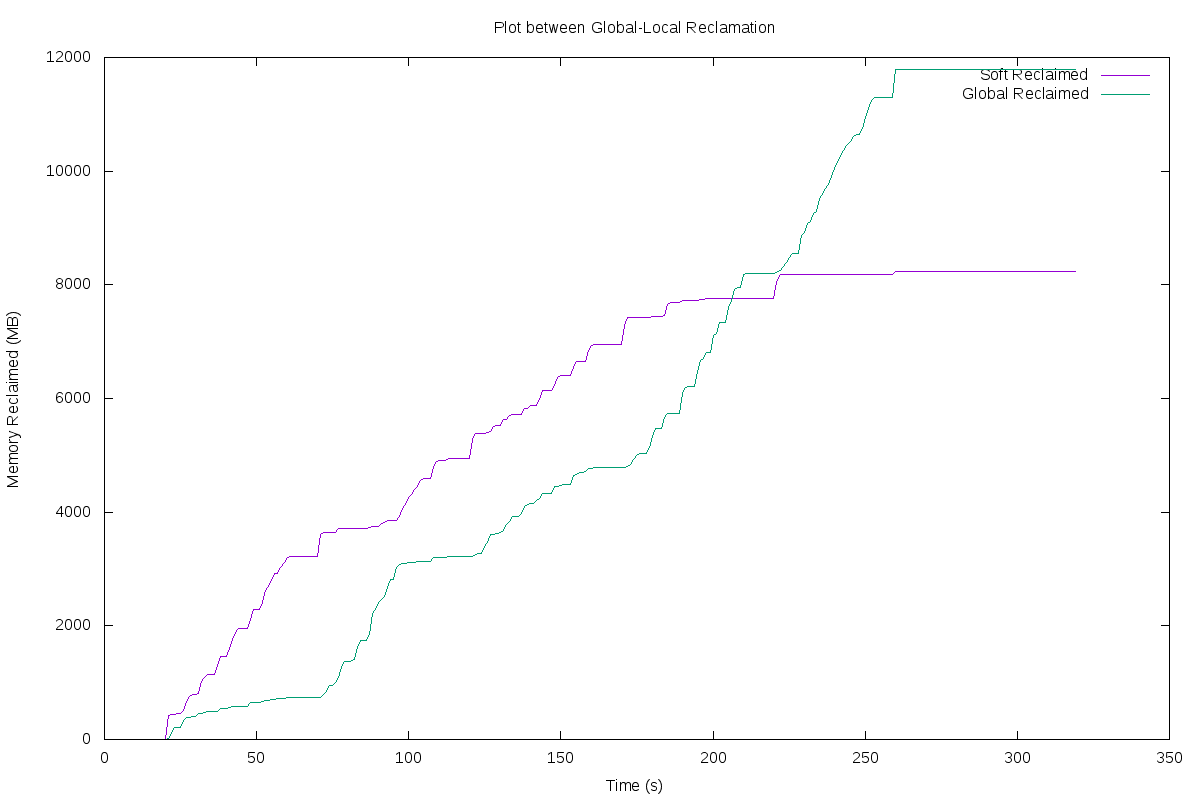 Plot between Global-Local Reclamation
12000
10000
8000
6000
4000
2000
0
Memory Reclaimed (MB)
Soft Reclaimed
Global Reclaimed
0 50 100 150 200 250 300 350
Time (s)